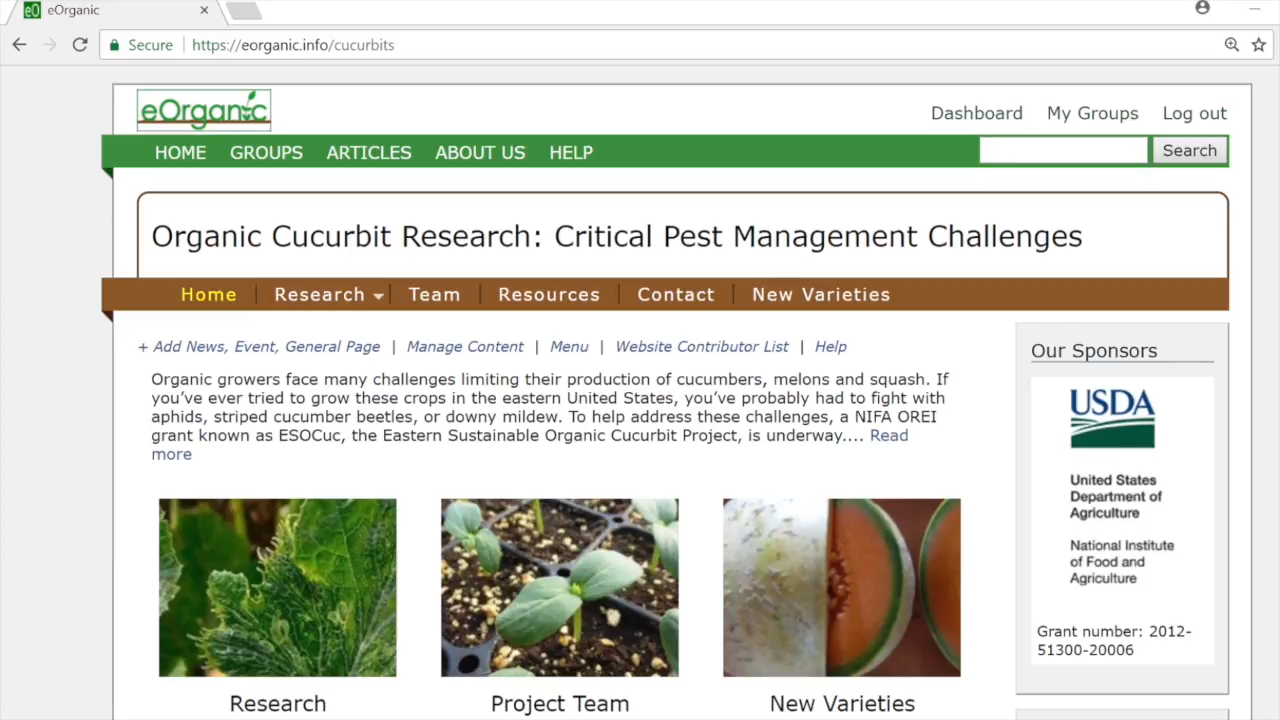 eO eOrganic
Secure https://eorganic.info/cucurbits
eOrganic
Dashboard My Groups Log out
HOME GROUPS ARTICLES ABOUT US HELP Search
Organic Cucurbit Research: Critical Pest Management Challenges
Home Research Team Resources Contact New Varieties
+ Add News, Event, General Page | Manage Content | Menu | Website Contributor List | Help
Organic growers face many challenges limiting their production of cucumbers, melons and squash. If
you've ever tried to grow these crops in the eastern United States, you've probably had to fight with
aphids, striped cucumber beetles, or downy mildew. To help address these challenges, a NIFA OREI
grant known as ESOCuc, the Eastern Sustainable Organic Cucurbit Project, is underway.... Read
more
Research
Project Team
New Varieties
Our Sponsors
USDA
United States
Department of
Agriculture
National Institute
of Food and
Agriculture
Grant number: 2012-
51300-20006